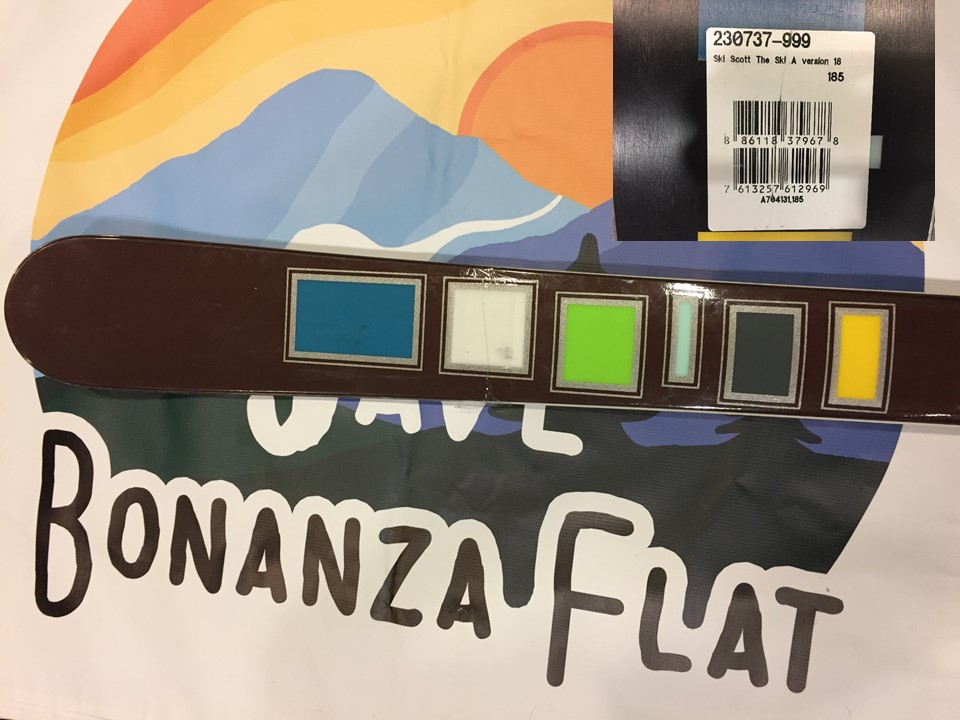 230737-999
Ski Scott The Ski A version 18
185
8 86118 37967 8
7 613257 612969
A704131,185
SAVE
BONANZA FLAT